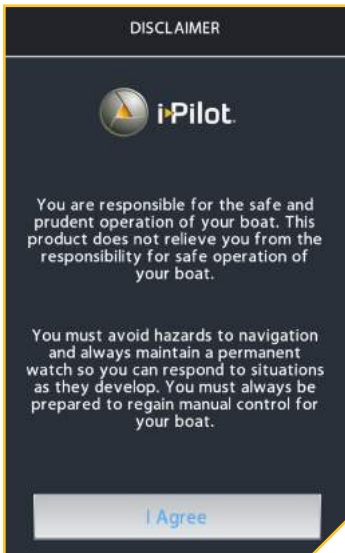 DISCLAIMER
i-Pilot.
You are responsible for the safe and
prudent operation of your boat. This
product does not relieve you from the
responsibility for safe operation of
your boat.
You must avoid hazards to navigation
and always maintain a permanent
watch so you can respond to situations
as they develop. You must always be
prepared to regain manual control for
your boat.
I Agree